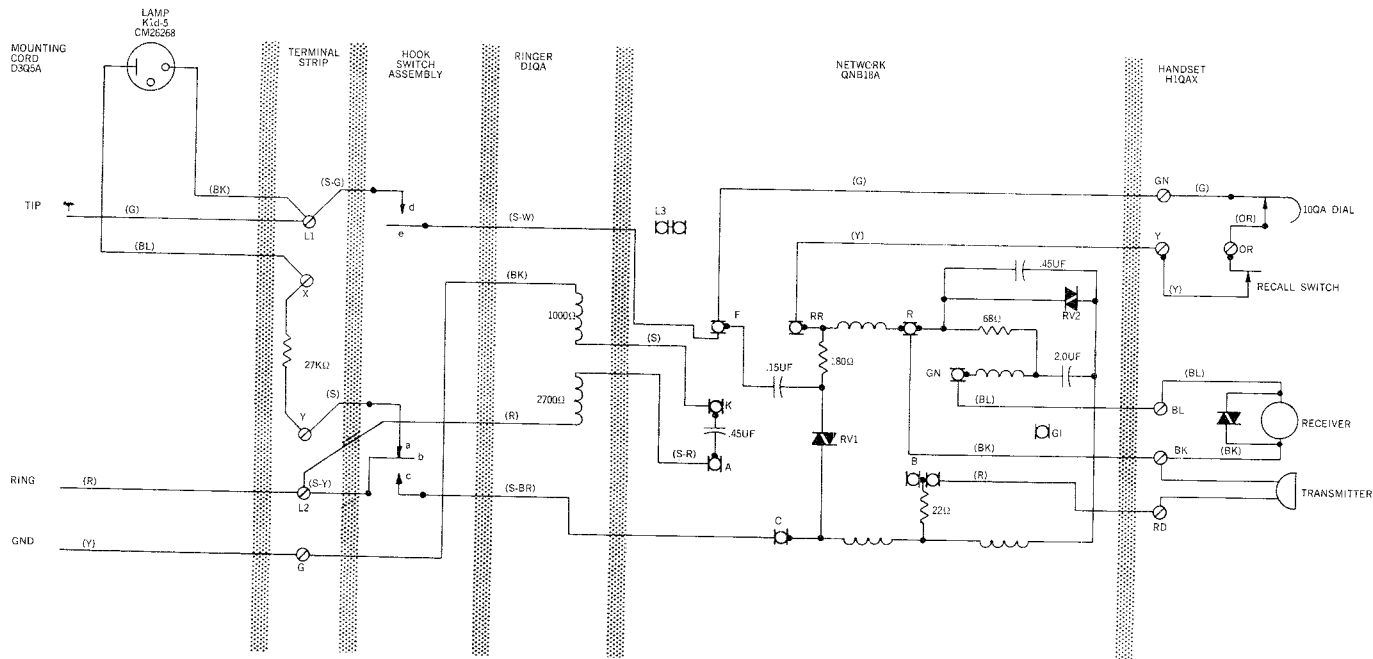 LAMP
K1d-5
CM26268
MOUNTING
CORD
D3Q5A
TERMINAL
STRIP
HOOK
SWITCH
ASSEMBLY
RINGER
D1QA
NETWORK
QNB18A
HANDSET
H1QAX
(BK)
(S-G)
(G)
GN
(G)
TIP
(G)
d
L3
10QA DIAL
L1
e
(S-W)
(OR)
(BL)
(Y)
Y
OR
X
(BK)
.45UF
(Y)
RECALL SWITCH
RV2
1000Ω
F
RR
R
68Ω
(S)
27KΩ
.15UF
180Ω
2.0UF
GN
(BL)
2700Ω
(S)
K
(BL)
BL
Y
(R)
.45UF
RV1
G1
RECEIVER
a
b
(S-R)
A
(BK)
BK
(BK)
RING
(R)
(S-Y)
c
B
(R)
TRANSMITTER
L2
(S-BR)
22Ω
RD
C
GND
(Y)
G